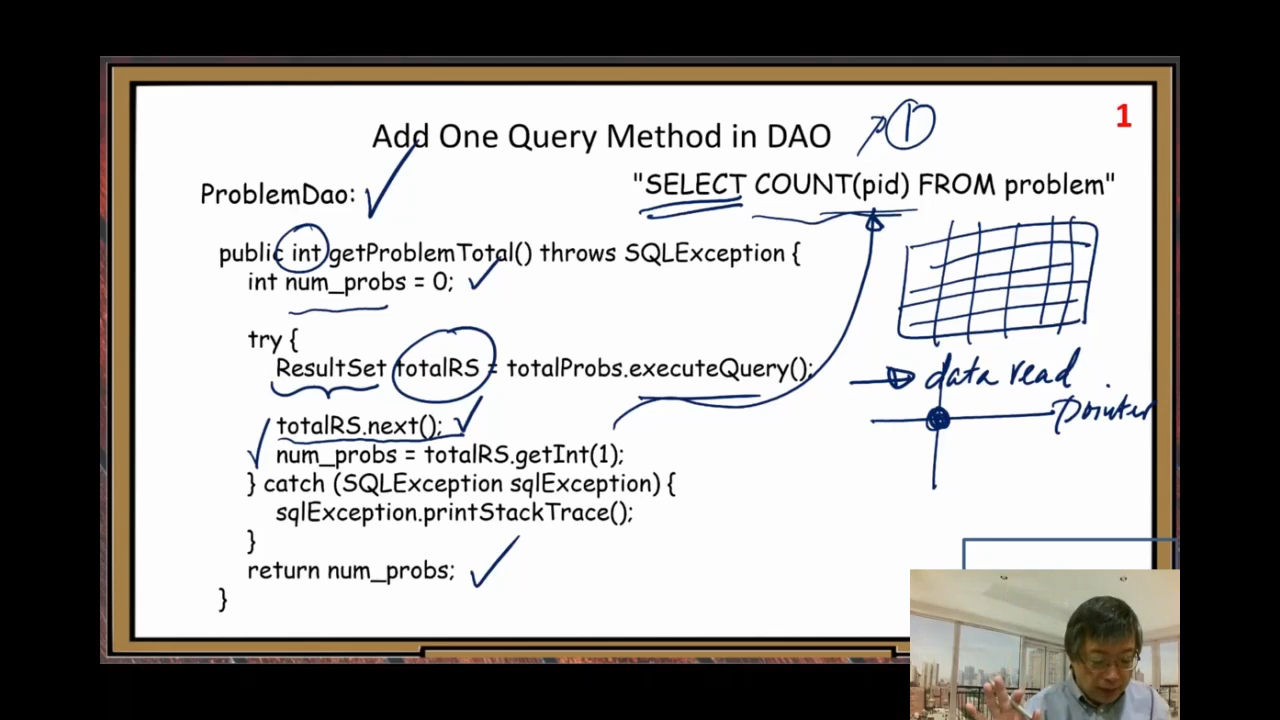 1
Add One Query Method in DAO
1
ProblemDao:
"SELECT COUNT(pid) FROM problem"
public int getProblemTotal() throws SQLException {
int num_probs = 0;
try {
ResultSet totalRS = totalProbs.executeQuery();
data read
pointer
totalRS.next();
num_probs = totalRS.getInt(1);
} catch (SQLException sqlException) {
sqlException.printStackTrace();
}
return num_probs;
}